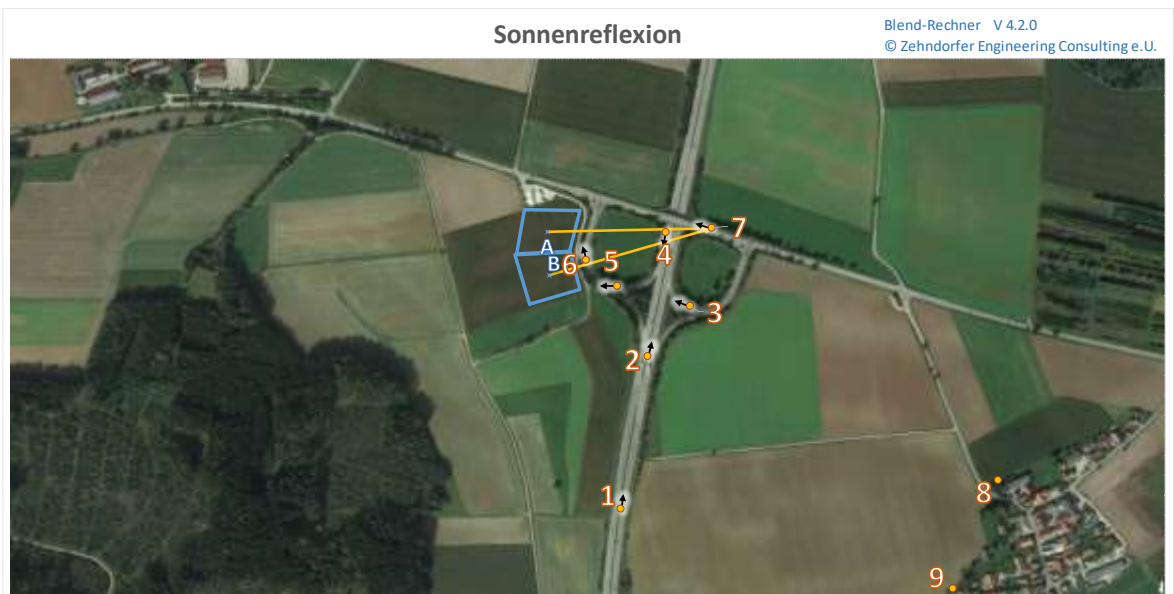 Sonnenreflexion
Blend-Rechner V 4.2.0
© Zehndorfer Engineering Consulting e.U.
7
A
4
B
6
5
3
2
1
8
9